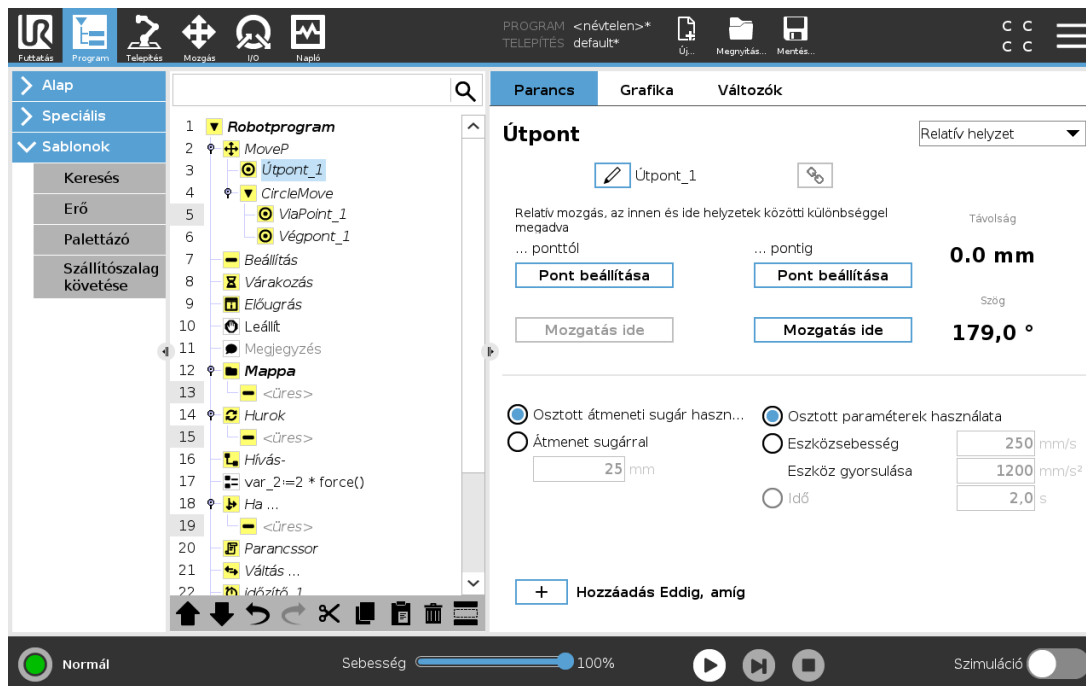 UR
PROGRAM <névtelen>*
TELEPÍTÉS default*
Futtatás
Program
Telepítés
Mozgás
I/O
Napló
Új...
Megnyitás...
Mentés...
C C
C C
Alap
Speciális
Sablonok
Keresés
Erő
Palettázó
Szállítószalag
követése
1 Robotprogram
2 MoveP
3 Útpont_1
4 CircleMove
5 ViaPoint_1
6 Végpont_1
7 Beállítás
8 Várakozás
9 Előugrás
10 Leállít
11 Megjegyzés
12 Mappa
13 <üres>
14 Hurok
15 <üres>
16 Hívás-
17 var_2:=2 * force()
18 Ha ...
19 <üres>
20 Parancssor
21 Váltás ...
22 időzítő_1
Parancs
Grafika
Változók
Útpont
Relatív helyzet
Útpont_1
Relatív mozgás, az innen és ide helyzetek közötti különbséggel
megadva
... ponttól
... pontig
Pont beállítása
Pont beállítása
Mozgatás ide
Mozgatás ide
Távolság
0.0 mm
Szög
179,0 °
Osztott átmeneti sugár haszn...
Átmenet sugárral
25 mm
Osztott paraméterek használata
Eszközsebesség 250 mm/s
Eszköz gyorsulása 1200 mm/s²
Idő 2,0 s
+ Hozzáadás Eddig, amíg
Normál
Sebesség 100%
Szimuláció